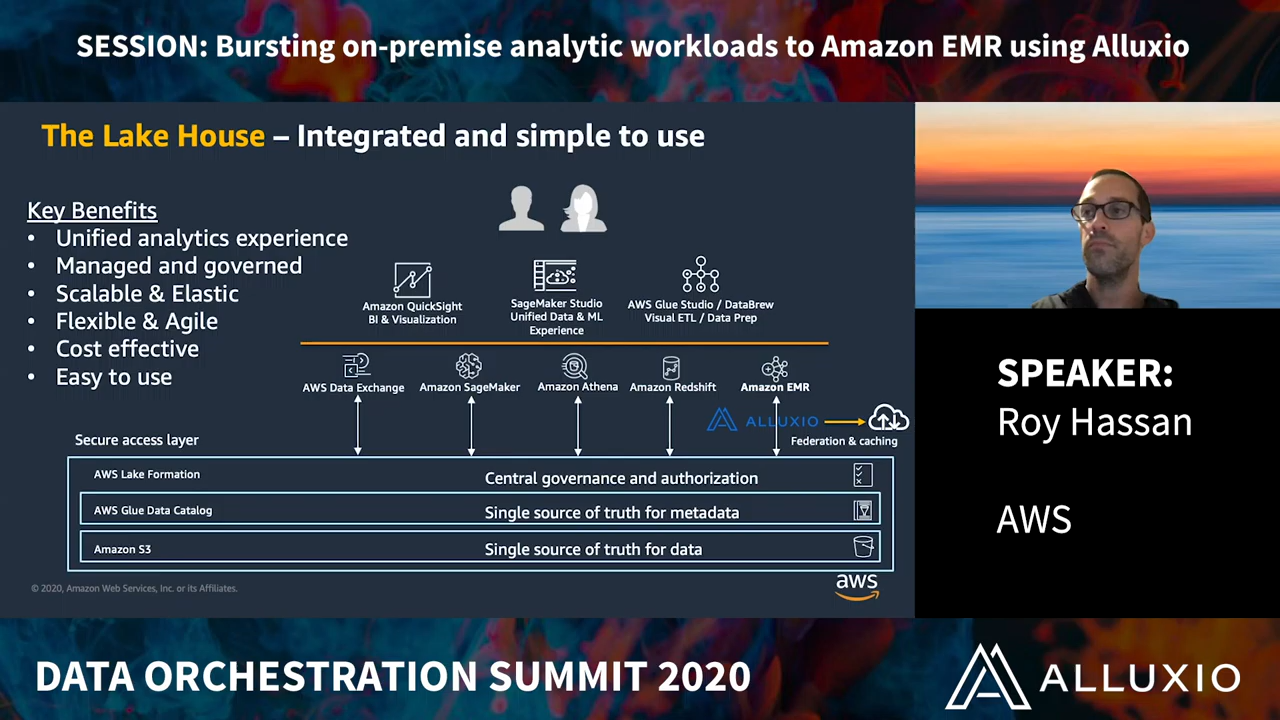 SESSION: Bursting on-premise analytic workloads to Amazon EMR using Alluxio
The Lake House – Integrated and simple to use
Key Benefits
• Unified analytics experience
• Managed and governed
• Scalable & Elastic
• Flexible & Agile
• Cost effective
• Easy to use
Amazon QuickSight
BI & Visualization
SageMaker Studio
Unified Data & ML
Experience
AWS Glue Studio / DataBrew
Visual ETL / Data Prep
AWS Data Exchange
Amazon SageMaker
Amazon Athena
Amazon Redshift
Amazon EMR
ALLUXIO
Federation & caching
Secure access layer
AWS Lake Formation
Central governance and authorization
AWS Glue Data Catalog
Single source of truth for metadata
Amazon S3
Single source of truth for data
© 2020, Amazon Web Services, Inc. or its Affiliates.
aws
SPEAKER:
Roy Hassan
AWS
DATA ORCHESTRATION SUMMIT 2020
ALLUXIO